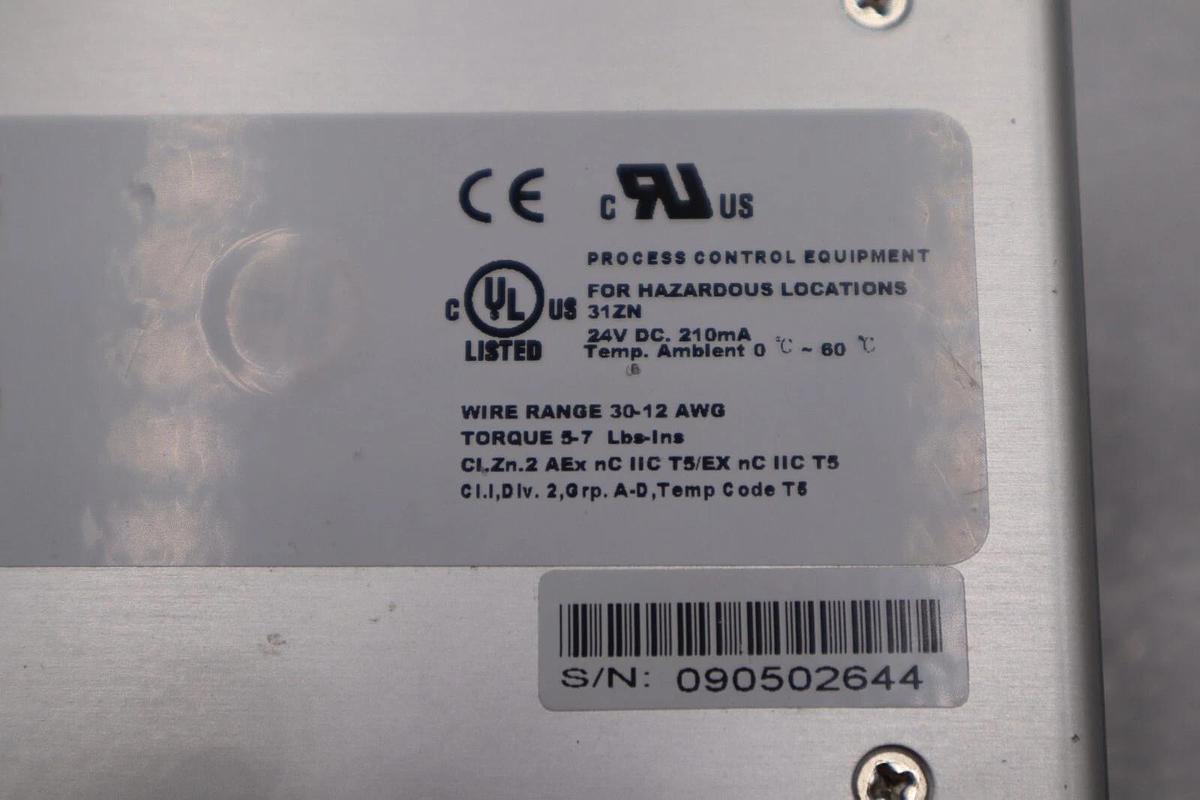 CE c RU US
PROCESS CONTROL EQUIPMENT
FOR HAZARDOUS LOCATIONS
C UL US 31ZN
24V DC. 210mA
LISTED Temp. Ambient 0 ℃ ~ 60 ℃
WIRE RANGE 30-12 AWG
TORQUE 5-7 Lbs-Ins
CI.Zn.2 AEx nC IIC T5/EX nC IIC T5
CI.I,Div. 2,Grp. A-D,Temp Code T5
S/N: 090502644